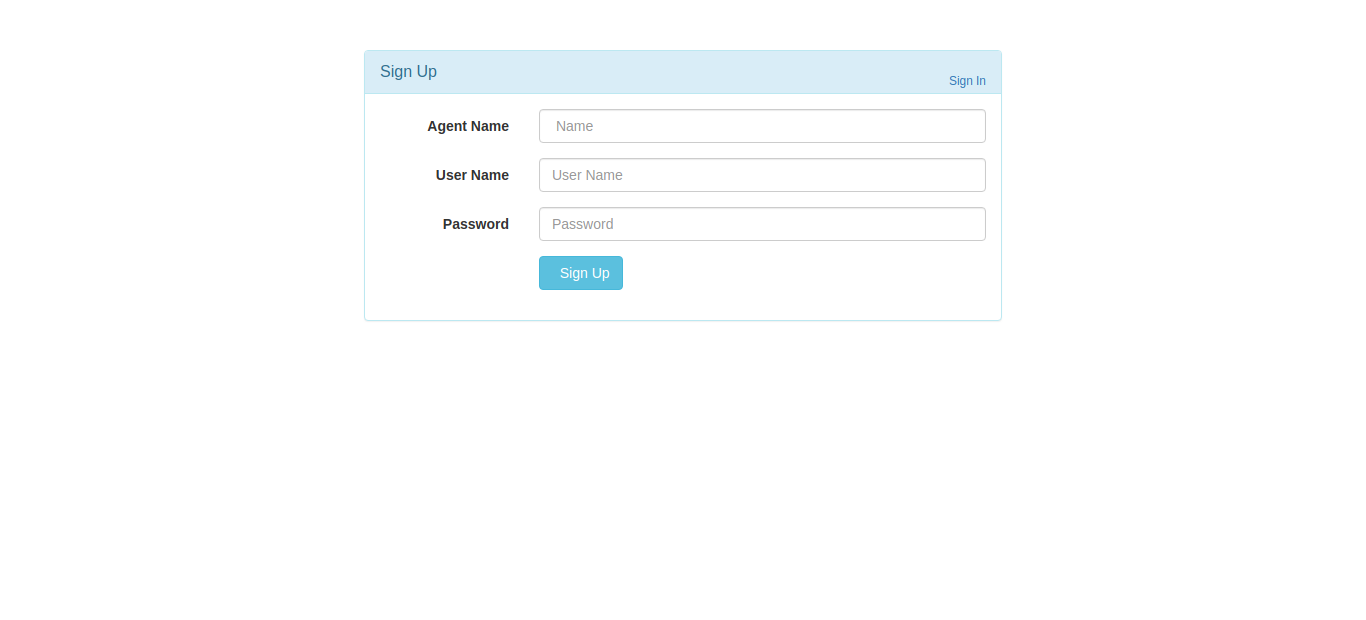 Sign Up
Sign In
Agent Name Name
User Name User Name
Password Password
Sign Up